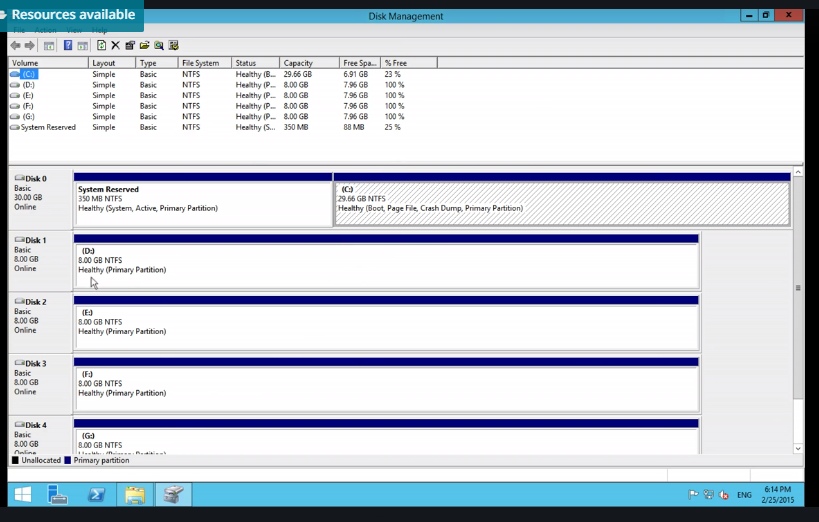 Resources available
Disk Management
Help
Volume Layout Type File System Status Capacity Free Spa... % Free
(C:) Simple Basic NTFS Healthy (B... 29.66 GB 6.91 GB 23 %
(D:) Simple Basic NTFS Healthy (P... 8.00 GB 7.96 GB 100 %
(E:) Simple Basic NTFS Healthy (P... 8.00 GB 7.96 GB 100 %
(F:) Simple Basic NTFS Healthy (P... 8.00 GB 7.96 GB 100 %
(G:) Simple Basic NTFS Healthy (P... 8.00 GB 7.96 GB 100 %
System Reserved Simple Basic NTFS Healthy (S... 350 MB 88 MB 25 %
Disk 0
Basic
30.00 GB
Online
System Reserved
350 MB NTFS
Healthy (System, Active, Primary Partition)
(C:)
29.66 GB NTFS
Healthy (Boot, Page File, Crash Dump, Primary Partition)
Disk 1
Basic
8.00 GB
Online
(D:)
8.00 GB NTFS
Healthy (Primary Partition)
Disk 2
Basic
8.00 GB
Online
(E:)
8.00 GB NTFS
Healthy (Primary Partition)
Disk 3
Basic
8.00 GB
Online
(F:)
8.00 GB NTFS
Healthy (Primary Partition)
Disk 4
Basic
8.00 GB
Online
(G:)
8.00 GB NTFS
Healthy (Primary Partition)
Unallocated Primary partition
ENG
6:14 PM
2/25/2015